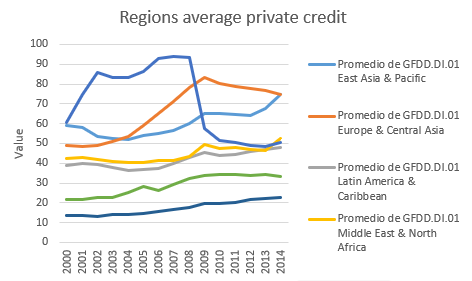 Regions average private credit
Value
100
90
80
70
60
50
40
30
20
10
0
2000
2001
2002
2003
2004
2005
2006
2007
2008
2009
2010
2011
2012
2013
2014
Promedio de GFDD.DI.01
East Asia & Pacific
Promedio de GFDD.DI.01
Europe & Central Asia
Promedio de GFDD.DI.01
Latin America &
Caribbean
Promedio de GFDD.DI.01
Middle East & North
Africa